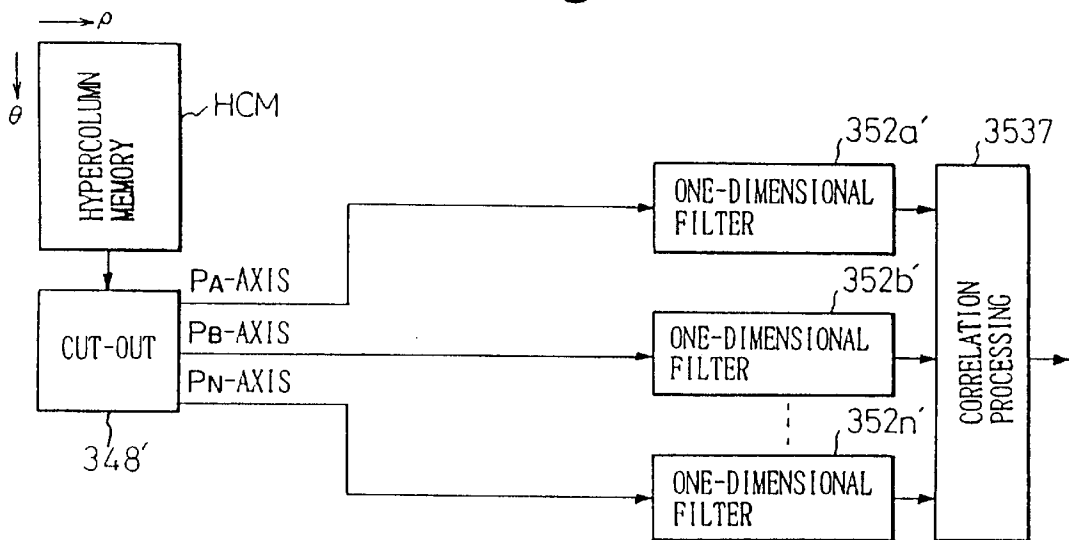 ρ
θ
HYPERCOLUMN
MEMORY
HCM
352a′
3537
ONE-DIMENSIONAL
FILTER
PA-AXIS
352b′
CUT-OUT
PB-AXIS
ONE-DIMENSIONAL
FILTER
CORRELATION
PROCESSING
PN-AXIS
348′
352n′
ONE-DIMENSIONAL
FILTER